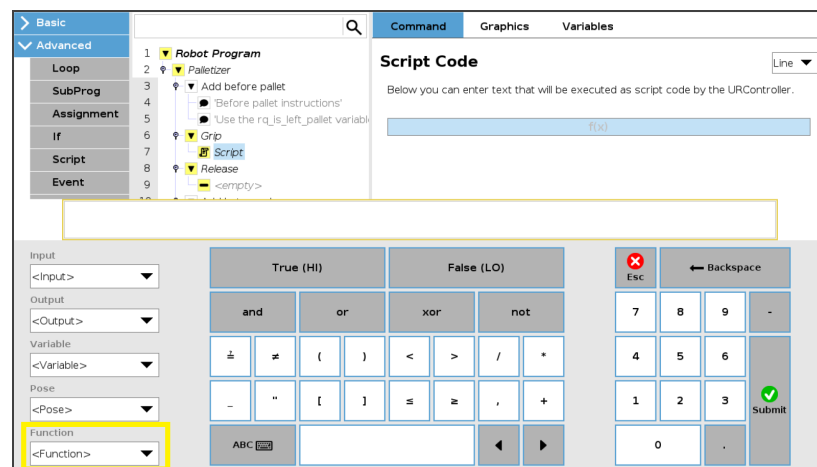 Basic
Advanced
Loop
SubProg
Assignment
If
Script
Event
1 Robot Program
2 Palletizer
3 Add before pallet
4 'Before pallet instructions'
5 'Use the rq_is_left_pallet variabl
6 Grip
7 Script
8 Release
9 <empty>
Command Graphics Variables
Script Code
Line
Below you can enter text that will be executed as script code by the URController.
f(x)
Input
<Input>
Output
<Output>
Variable
<Variable>
Pose
<Pose>
Function
<Function>
True (HI) False (LO)
and or xor not
≟ ≠ ( ) < > / *
_ " [ ] ≤ ≥ , +
ABC
Esc Backspace
7 8 9 -
4 5 6
1 2 3 Submit
0 .